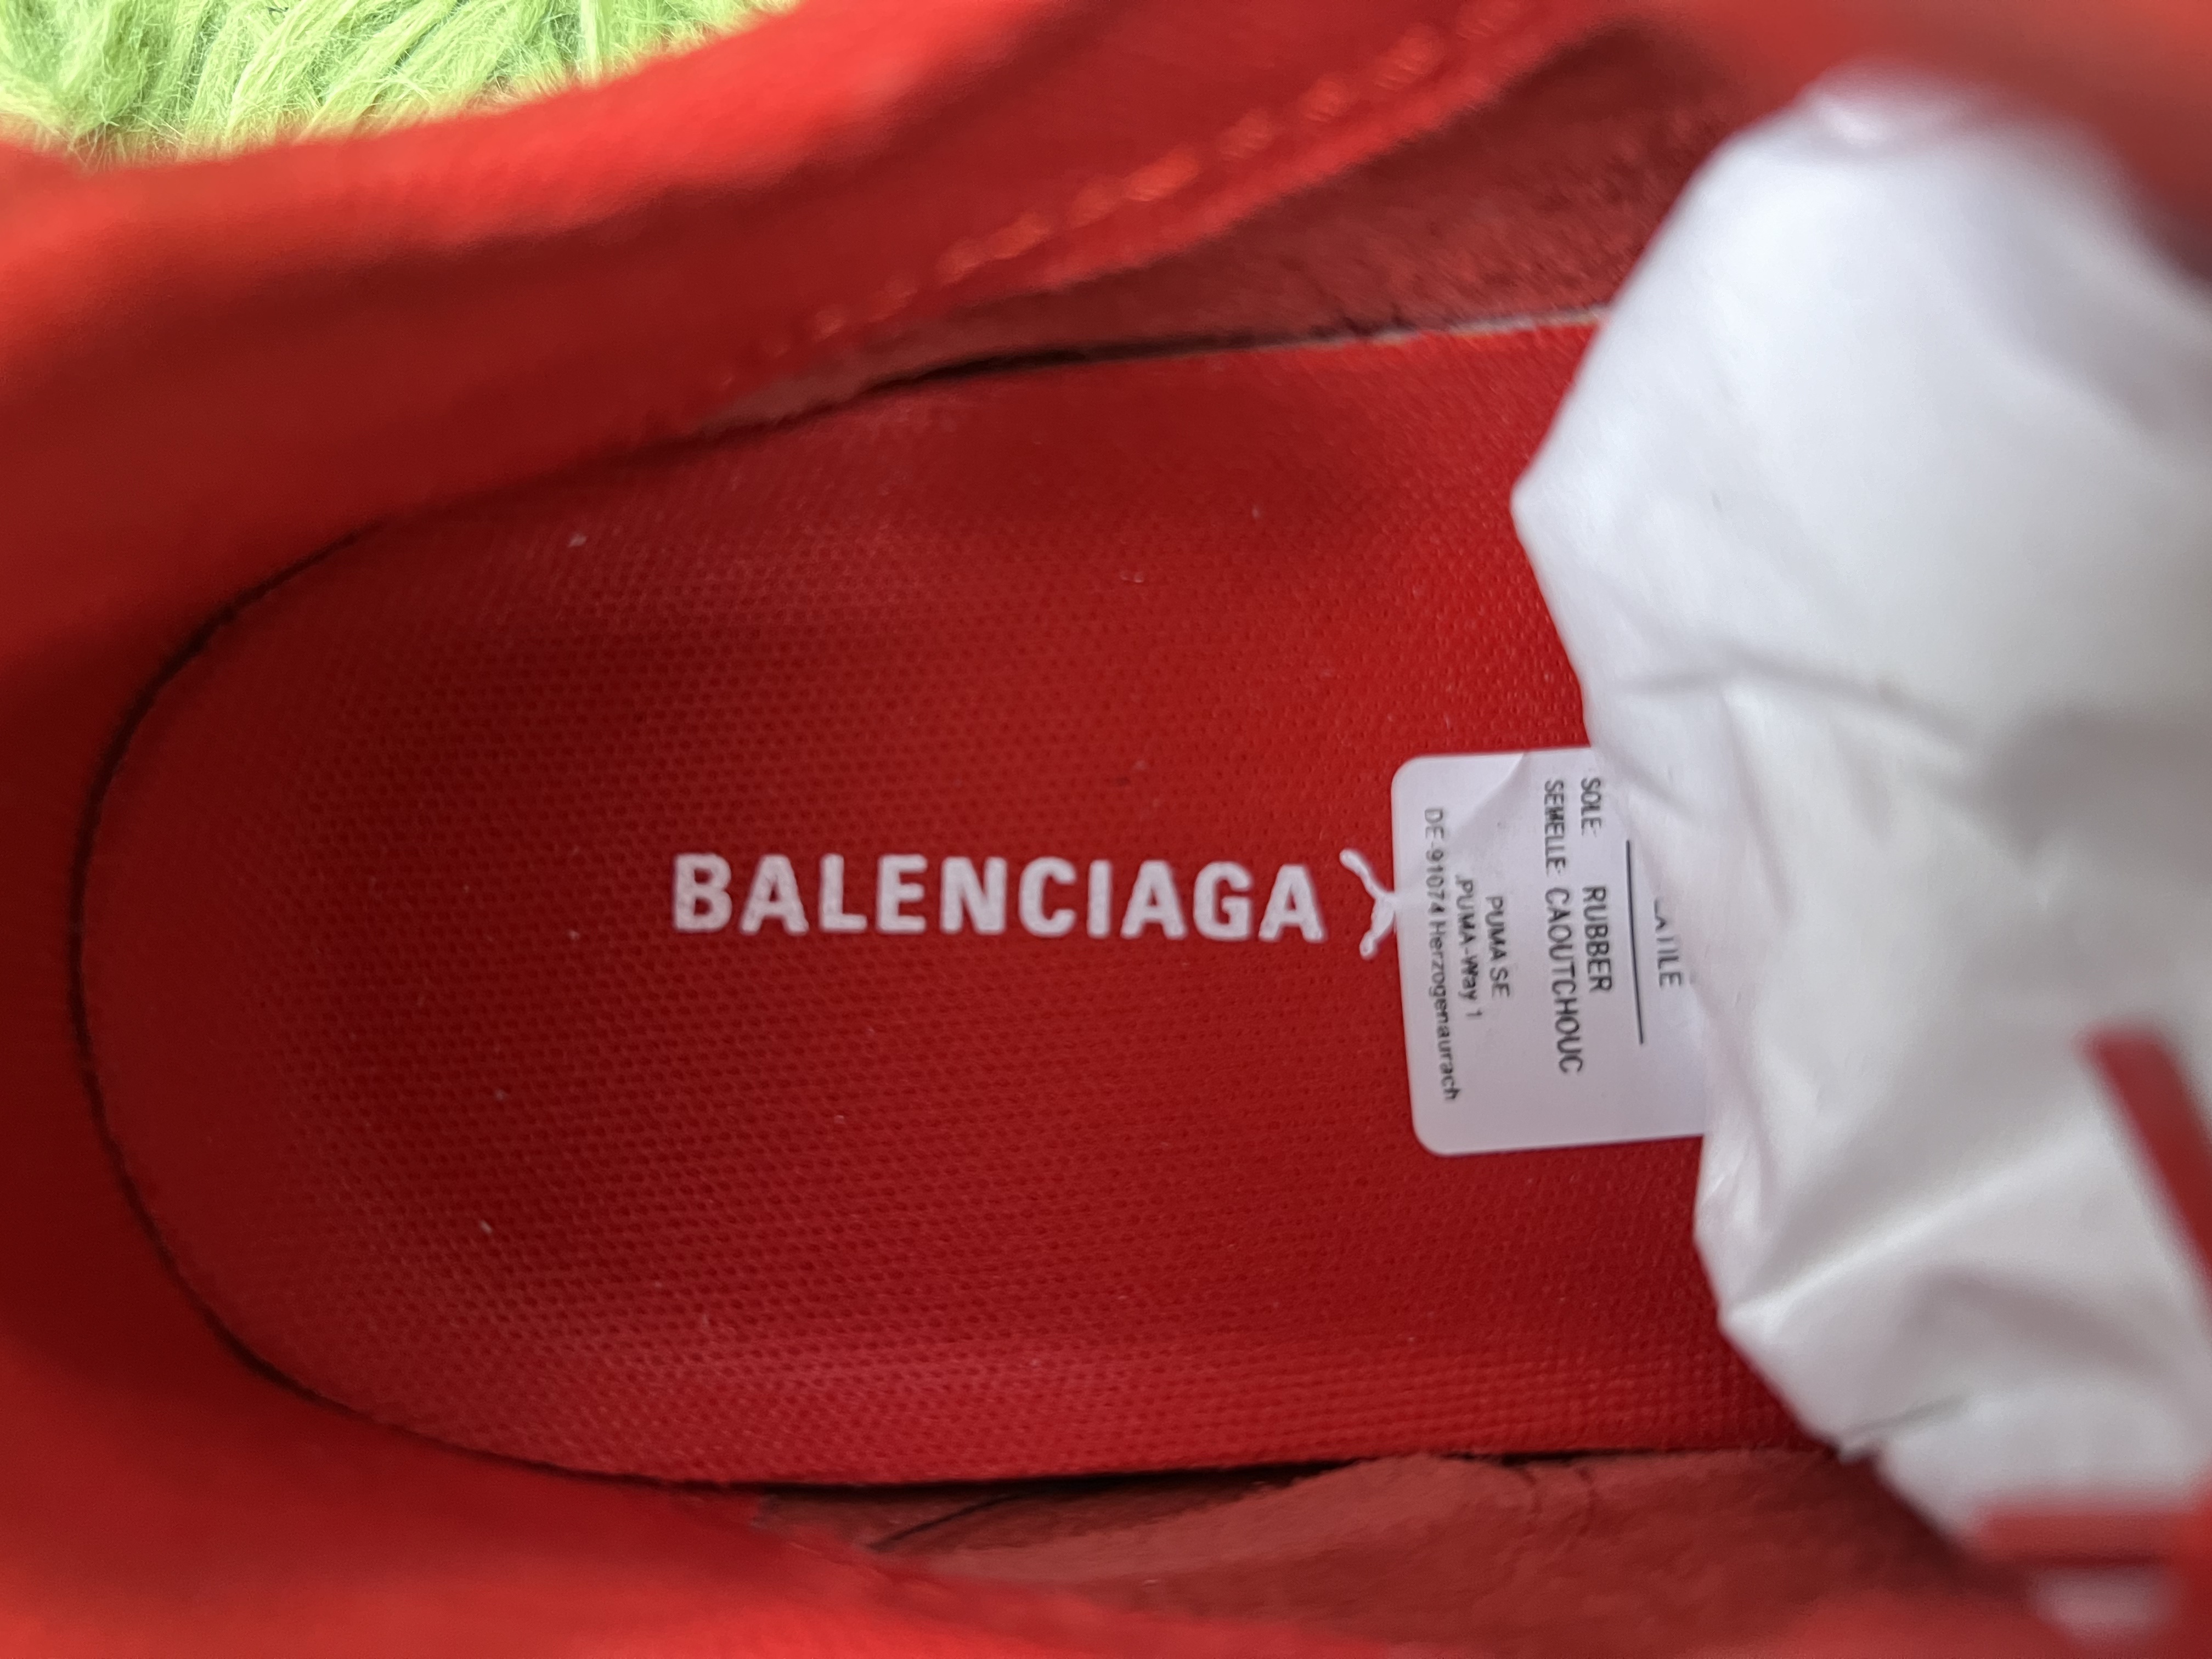 BALENCIAGA
SOLE: RUBBER
SEMELLE: CAOUTCHOUC
PUMA SE
PUMA-Way 1
DE-91074 Herzogenaurach